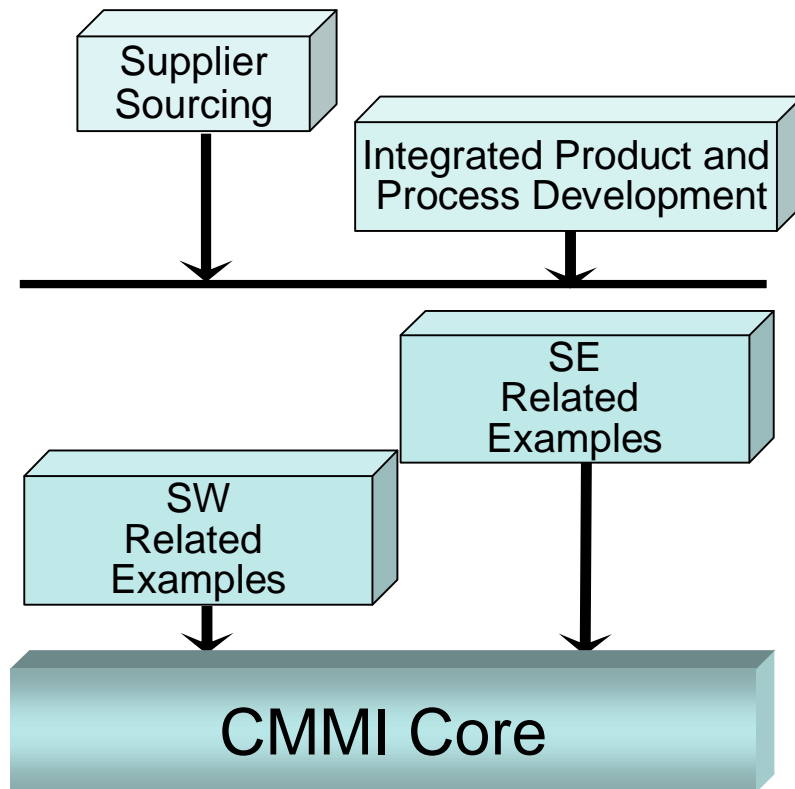 Supplier
Sourcing
Integrated Product and
Process Development
SE
Related
Examples
SW
Related
Examples
CMMI Core